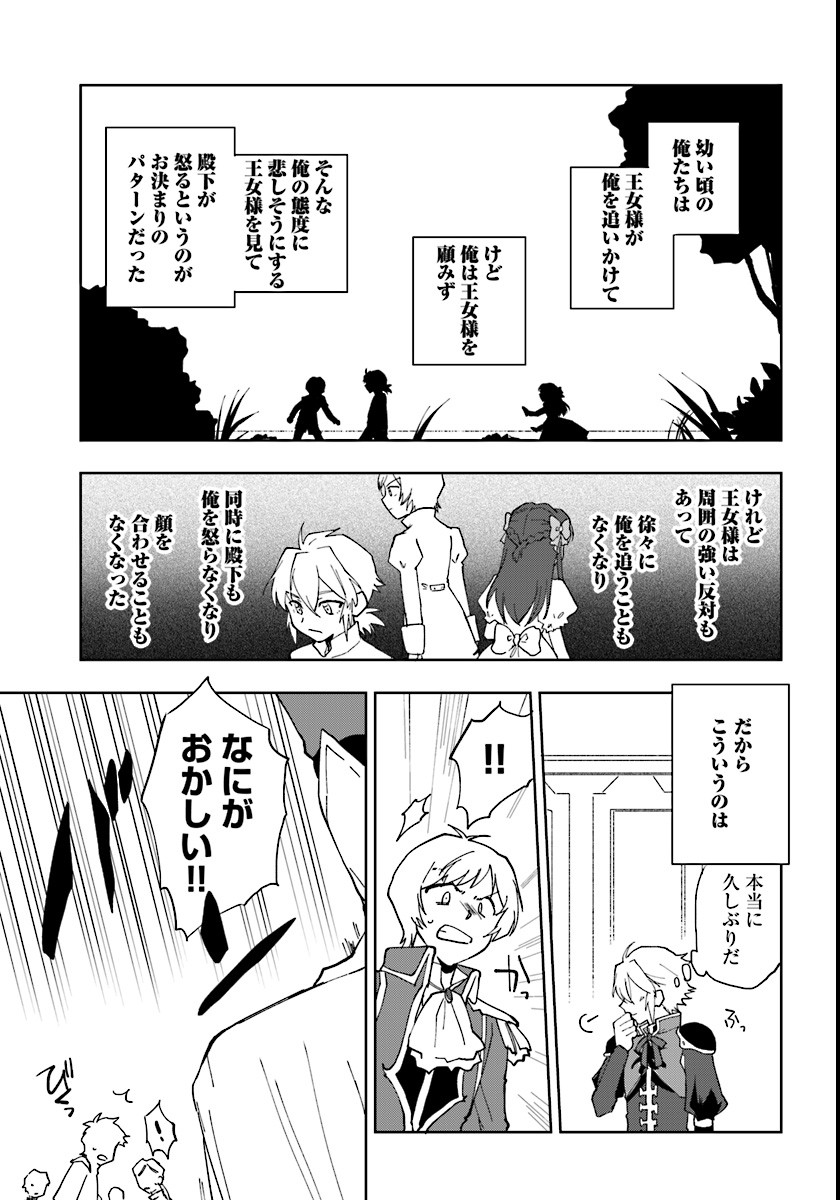 幼い頃の
俺たちは
王女様が
俺を追いかけて
けど
俺は王女様を
顧みず
そんな
俺の態度に
悲しそうにする
王女様を見て
殿下が
怒るというのが
お決まりの
パターンだった
けれど
王女様は
周囲の強い反対も
あって
徐々に
俺を追うことも
なくなり
同時に殿下も
俺を怒らなくなり
顔を
合わせることも
なくなった
だから
こういうのは
本当に
久しぶりだ
ふっ
!!
かっ
なにが
おかしい!!
バン
びくっ
!